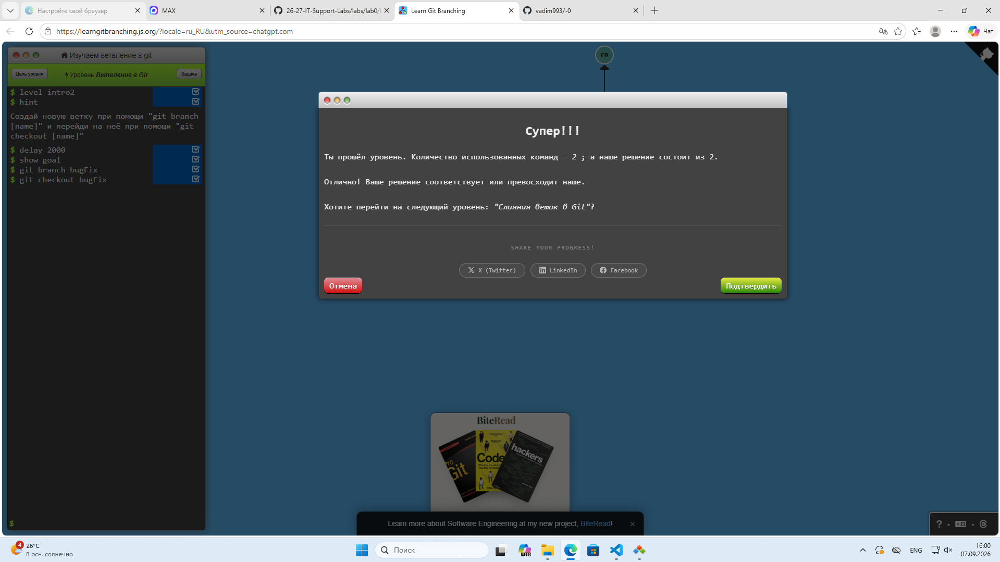 Настройте свой браузер
MAX
26-27-IT-Support-Labs/labs/lab0/
Learn Git Branching
vadim993/-0
https://learngitbranching.js.org/?locale=ru_RU&utm_source=chatgpt.com
Чат
Изучаем ветвление в git
Цель уровня
Уровень Ветвление в Git
Задача
$ level intro2
$ hint
Создай новую ветку при помощи "git branch
[name]" и перейди на неё при помощи "git
checkout [name]"
$ delay 2000
$ show goal
$ git branch bugFix
$ git checkout bugFix
$
C0
Супер!!!
Ты прошёл уровень. Количество использованных команд - 2 ; а наше решение состоит из 2.
Отлично! Ваше решение соответствует или превосходит наше.
Хотите перейти на следующий уровень: "Слияния веток в Git"?
SHARE YOUR PROGRESS!
X (Twitter)
LinkedIn
Facebook
Отмена
Подтвердить
BiteRead
Pro
Git
Code
hackers
Learn more about Software Engineering at my new project, BiteRead!
?
4
26°C
В осн. солнечно
Поиск
M365
ENG
16:00
07.09.2026